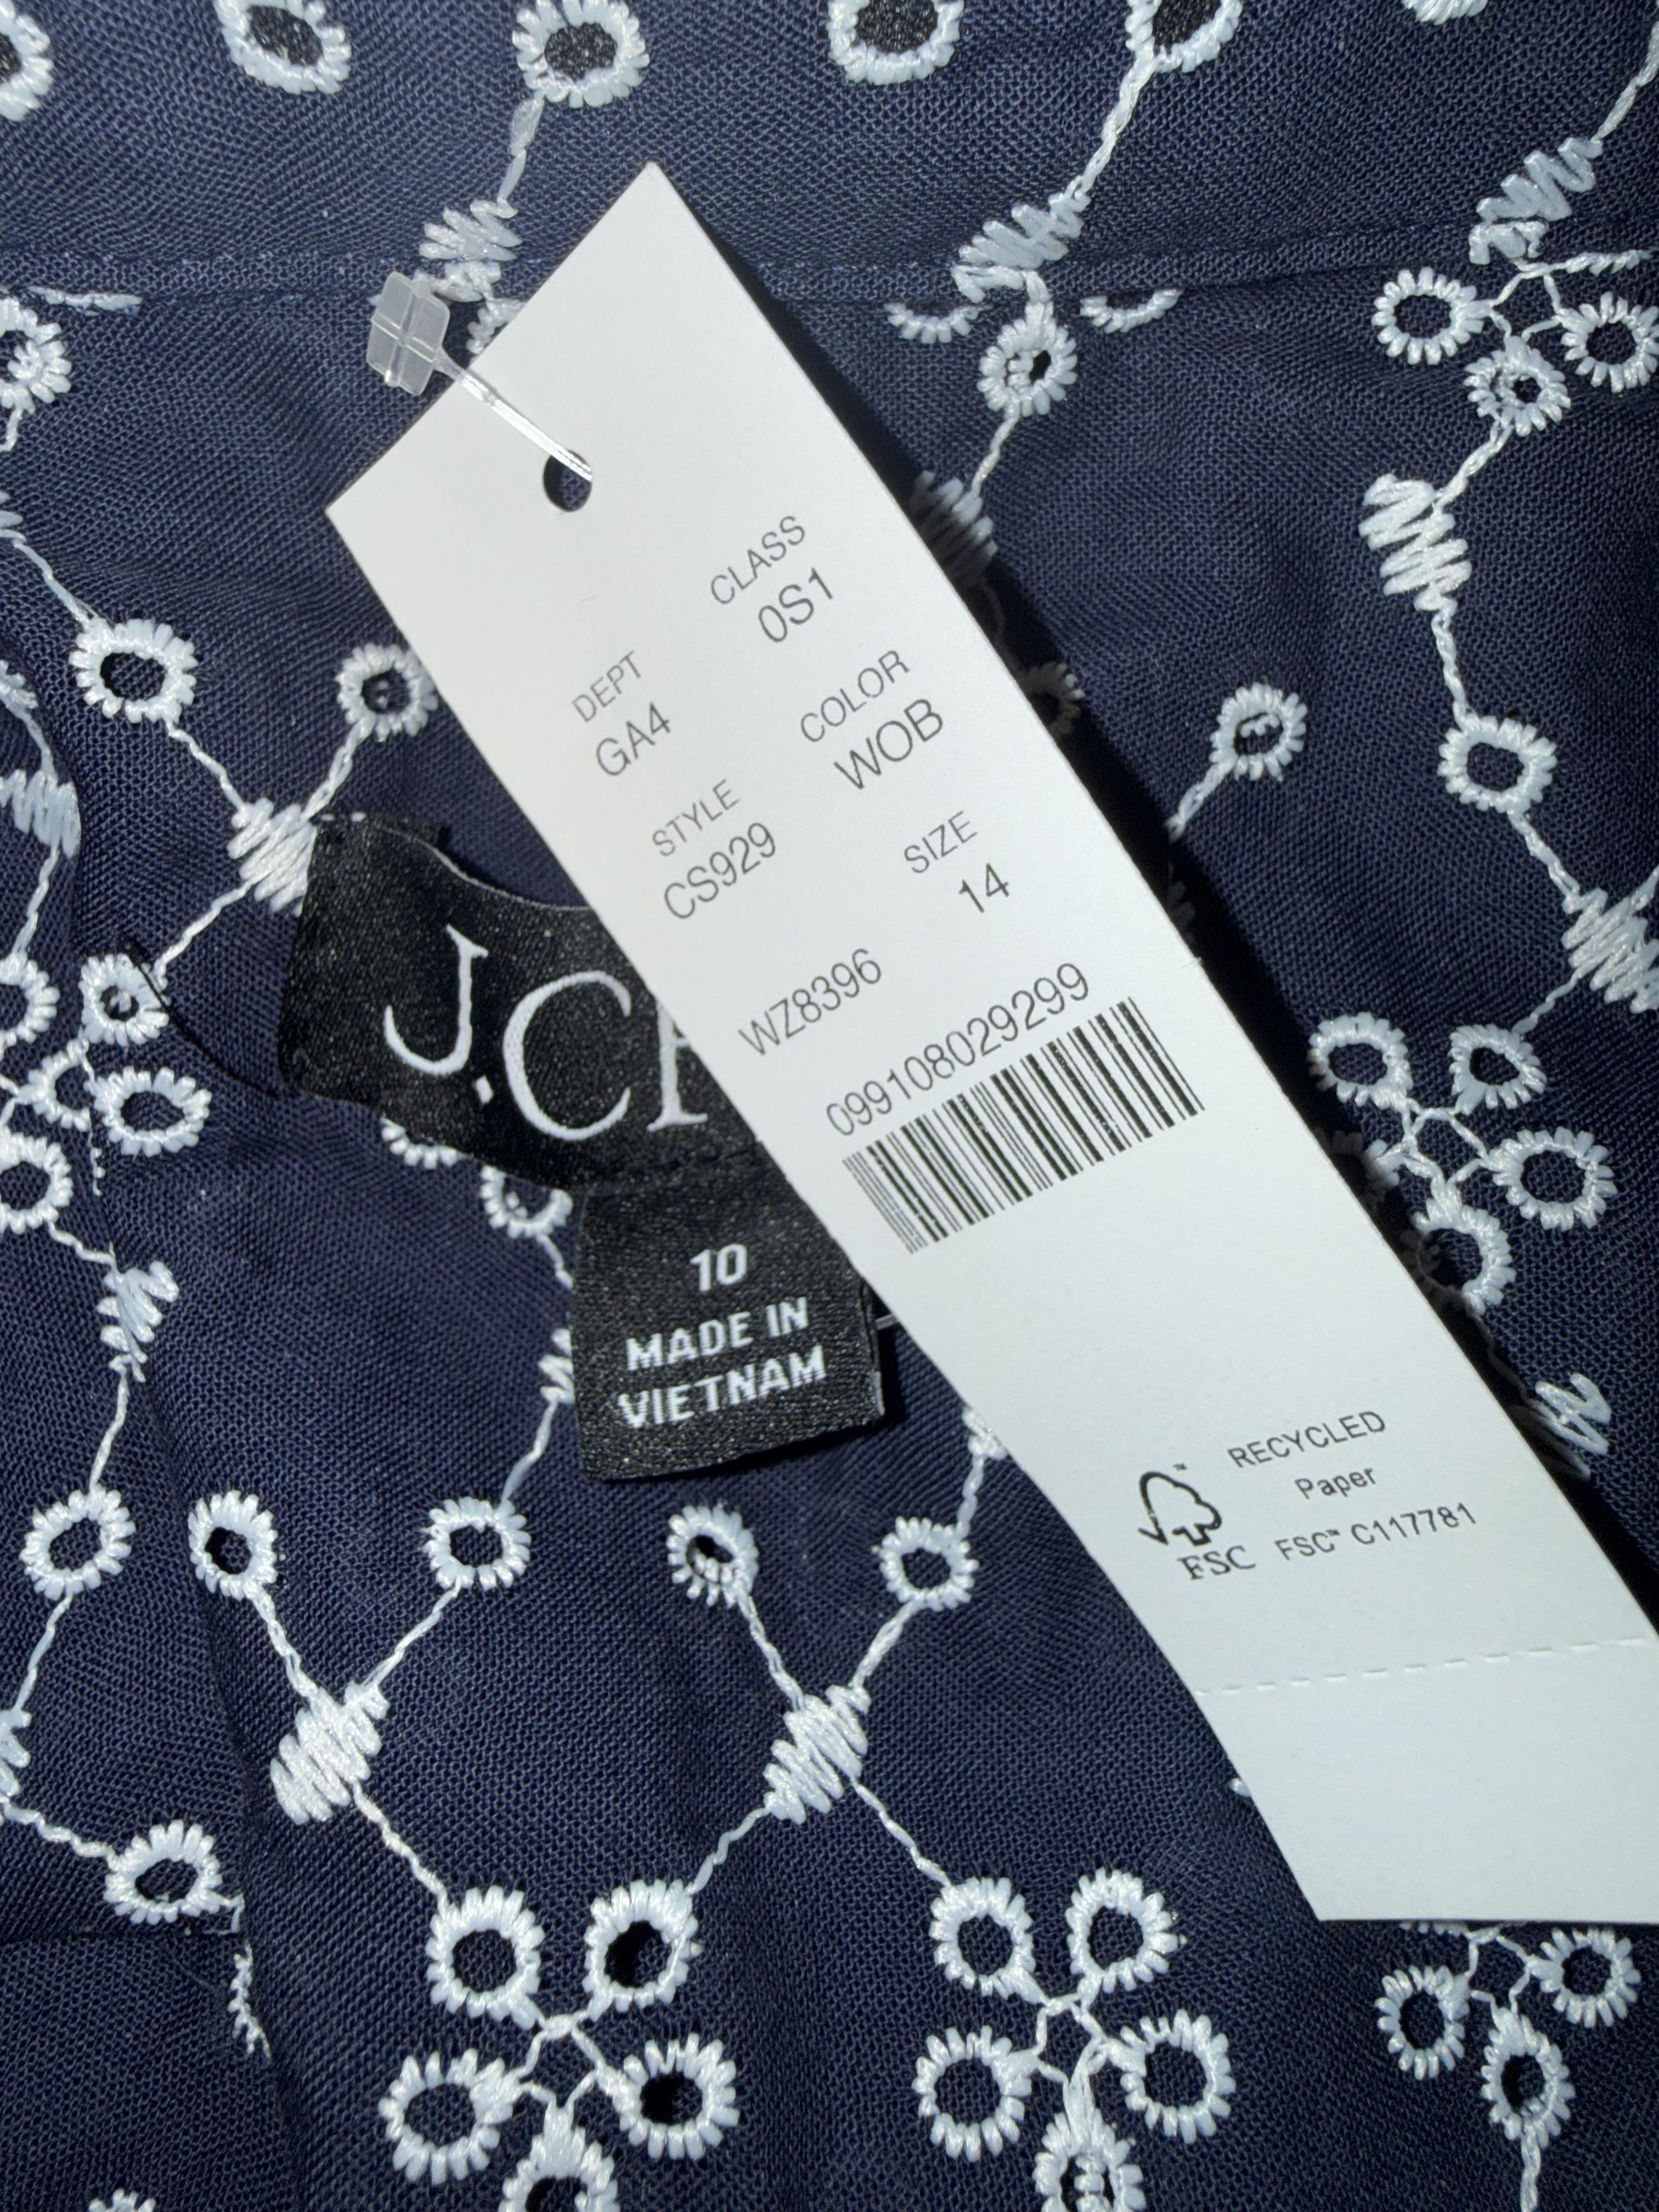 DEPT CLASS
GA4 0S1
STYLE COLOR
CS929 WOB
SIZE
WZ8396 14
099108029299
RECYCLED
Paper
FSC™ C117781
FSC
J.C
10
MADE IN
VIETNAM